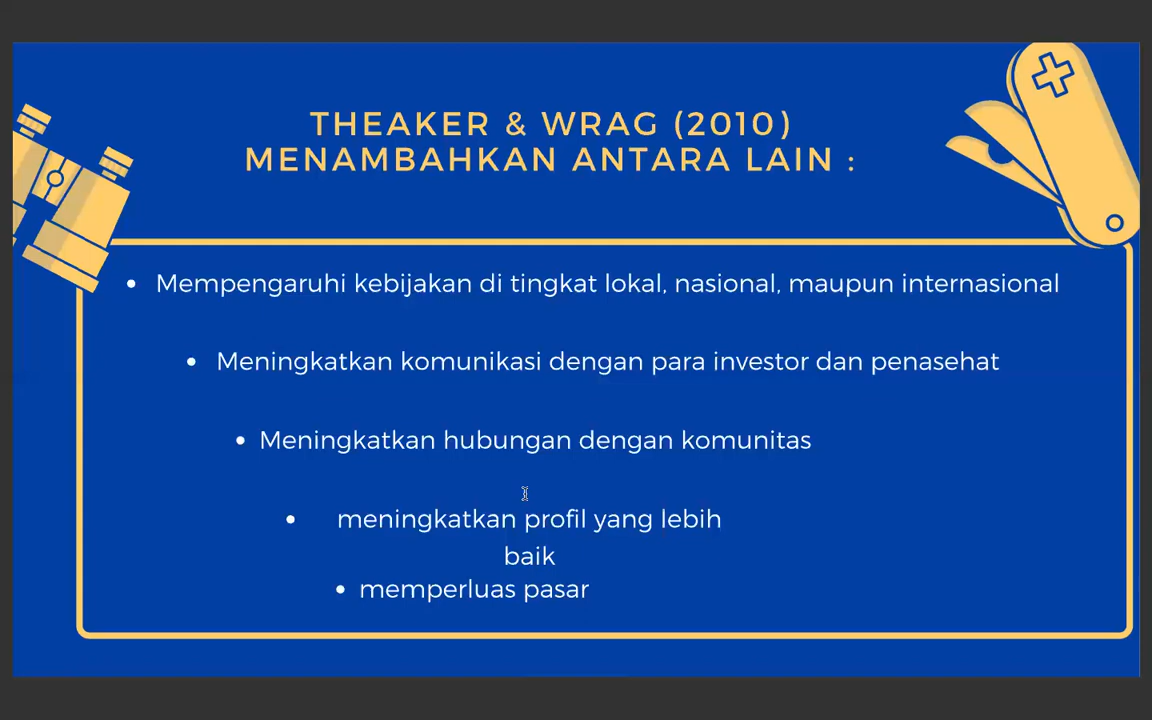 THEAKER & WRAG (2010)
MENAMBAHKAN ANTARA LAIN :
• Mempengaruhi kebijakan di tingkat lokal, nasional, maupun internasional
• Meningkatkan komunikasi dengan para investor dan penasehat
• Meningkatkan hubungan dengan komunitas
• meningkatkan profil yang lebih
baik
• memperluas pasar